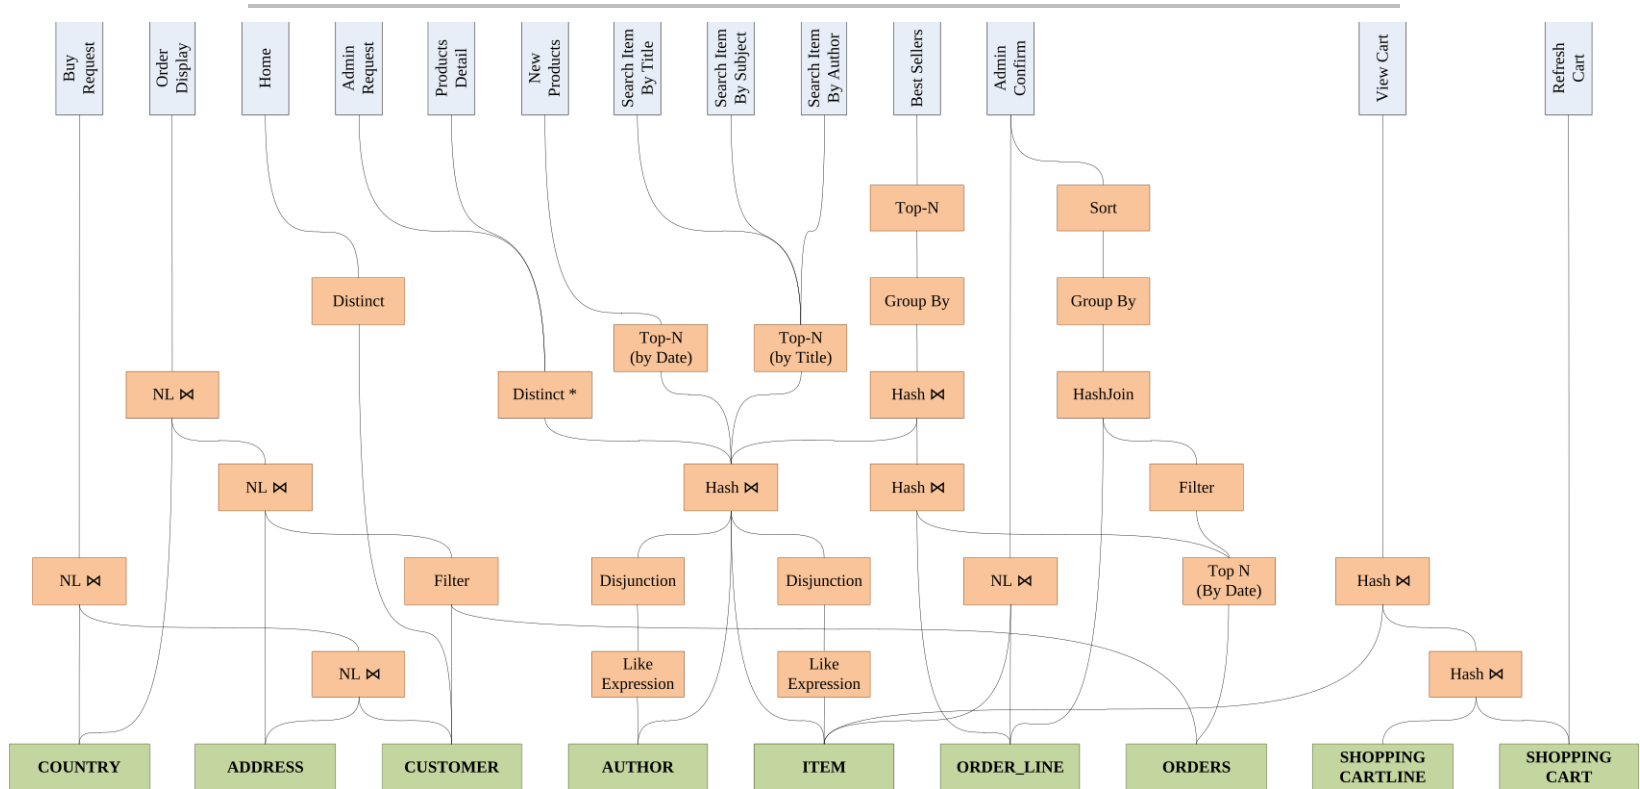 Buy
Request
Order
Display
Home
Admin
Request
Products
Detail
New
Products
Search Item
By Title
Search Item
By Subject
Search Item
By Author
Best Sellers
Admin
Confirm
View Cart
Refresh
Cart
Top-N
Sort
Distinct
Group By
Group By
Top-N
(by Date)
Top-N
(by Title)
NL ⋈
Distinct *
Hash ⋈
HashJoin
NL ⋈
Hash ⋈
Hash ⋈
Filter
NL ⋈
Filter
Disjunction
Disjunction
NL ⋈
Top N
(By Date)
Hash ⋈
NL ⋈
Like
Expression
Like
Expression
Hash ⋈
COUNTRY
ADDRESS
CUSTOMER
AUTHOR
ITEM
ORDER_LINE
ORDERS
SHOPPING
CARTLINE
SHOPPING
CART